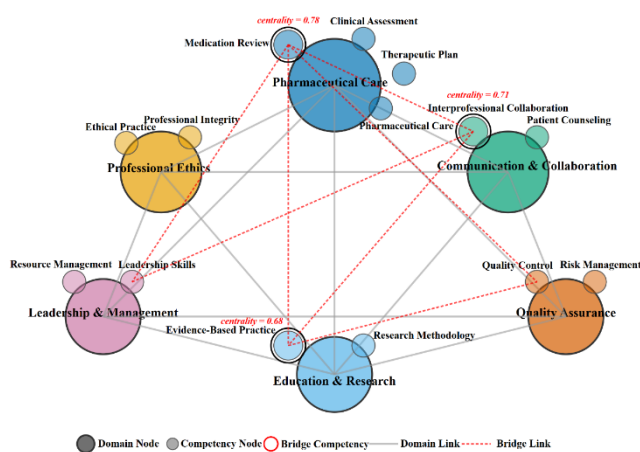 centrality = 0.78
Clinical Assessment
Medication Review
Therapeutic Plan
Pharmaceutical Care
centrality = 0.71
Interprofessional Collaboration
Professional Integrity
Pharmaceutical Care
Patient Counseling
Ethical Practice
Professional Ethics
Communication & Collaboration
Resource Management
Leadership Skills
Quality Control
Risk Management
Leadership & Management
centrality = 0.68
Quality Assurance
Evidence-Based Practice
Research Methodology
Education & Research
Domain Node
Competency Node
Bridge Competency
Domain Link
Bridge Link